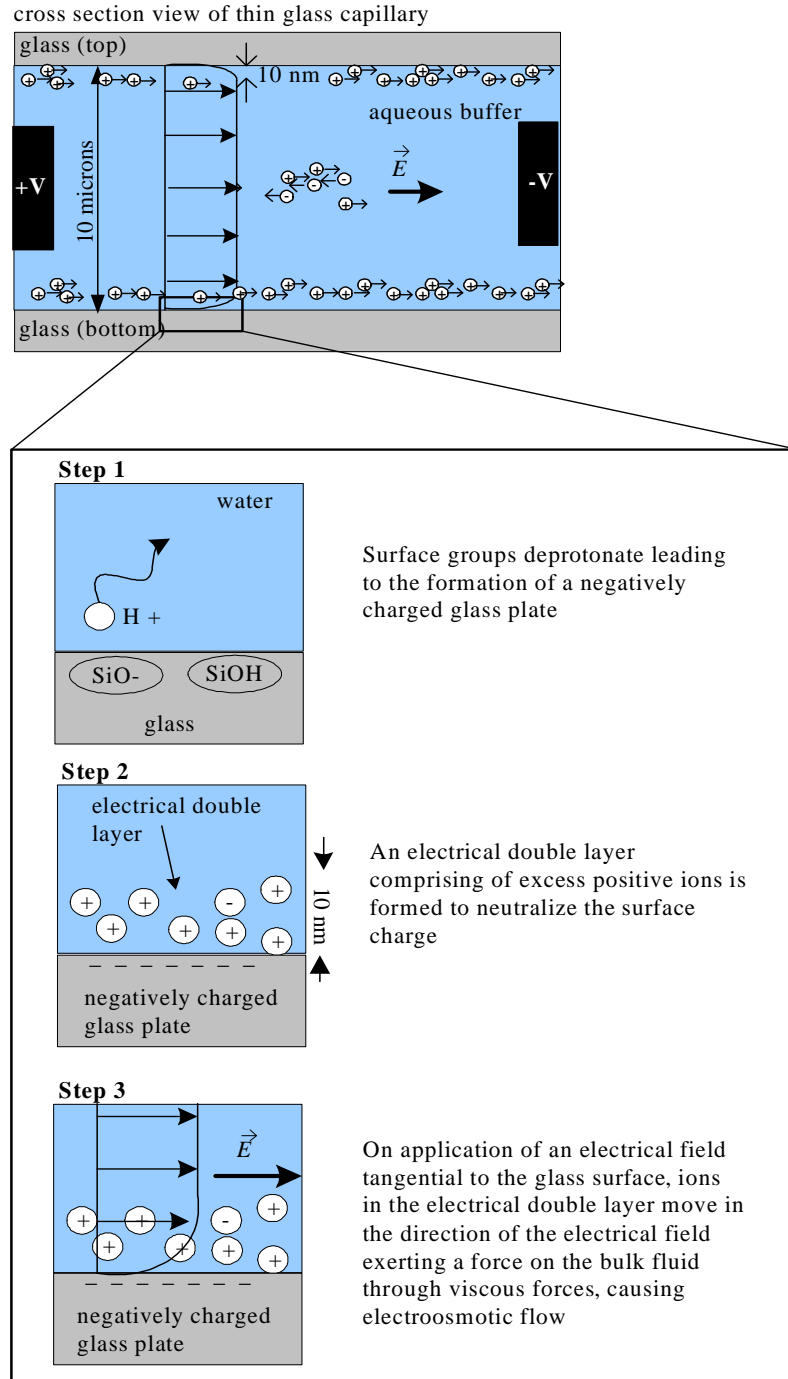 cross section view of thin glass capillary
glass (top)
10 nm
aqueous buffer
+V
10 microns
E
-V
glass (bottom)
Step 1
water
H +
SiO-
SiOH
glass
Surface groups deprotonate leading
to the formation of a negatively
charged glass plate
Step 2
electrical double
layer
10 nm
negatively charged
glass plate
An electrical double layer
comprising of excess positive ions is
formed to neutralize the surface
charge
Step 3
E
negatively charged
glass plate
On application of an electrical field
tangential to the glass surface, ions
in the electrical double layer move in
the direction of the electrical field
exerting a force on the bulk fluid
through viscous forces, causing
electroosmotic flow